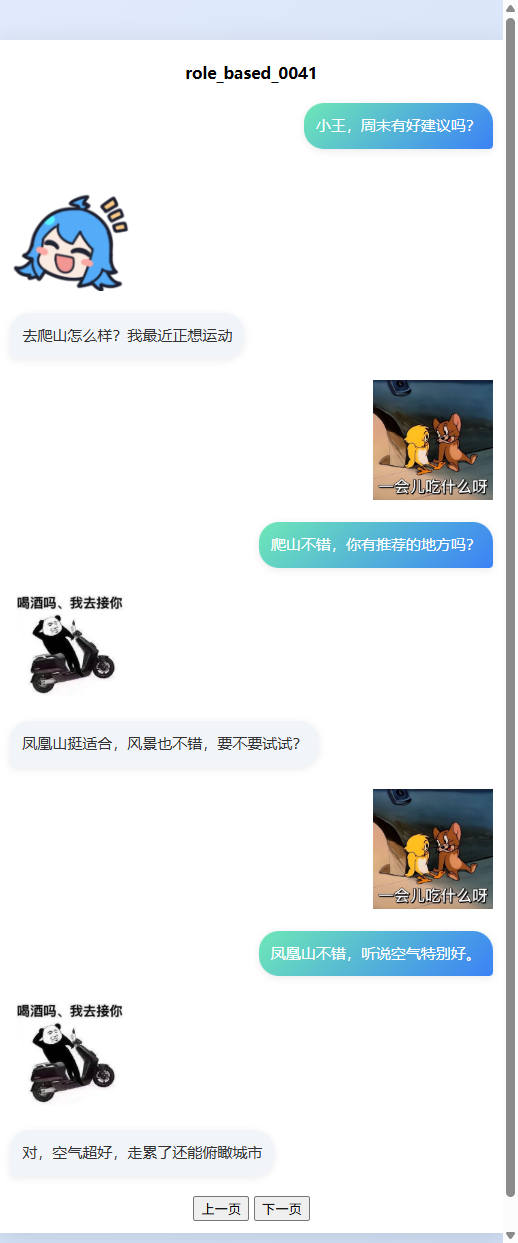 role_based_0041
小王，周末有好建议吗？
去爬山怎么样？我最近正想运动
一会儿吃什么呀
爬山不错，你有推荐的地方吗？
喝酒吗、我去接你
凤凰山挺适合，风景也不错，要不要试试？
一会儿吃什么呀
凤凰山不错，听说空气特别好。
喝酒吗、我去接你
对，空气超好，走累了还能俯瞰城市
上一页 下一页